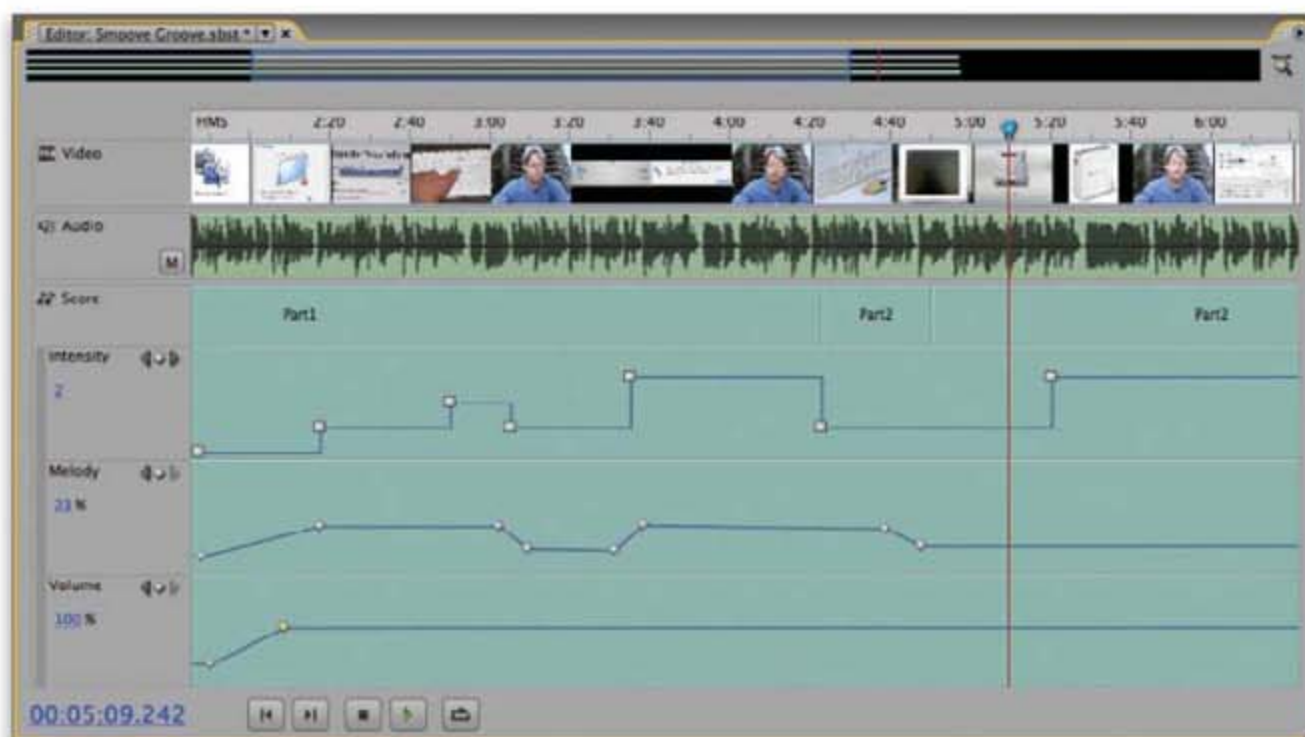 Editor: Smoove Groove.sbst *
HMS 2:20 2:40 3:00 3:20 3:40 4:00 4:20 4:40 5:00 5:20 5:40 6:00
Video
Audio
M
Score
Part1 Part2 Part2
Intensity
2
Melody
23 %
Volume
100 %
00:05:09.242